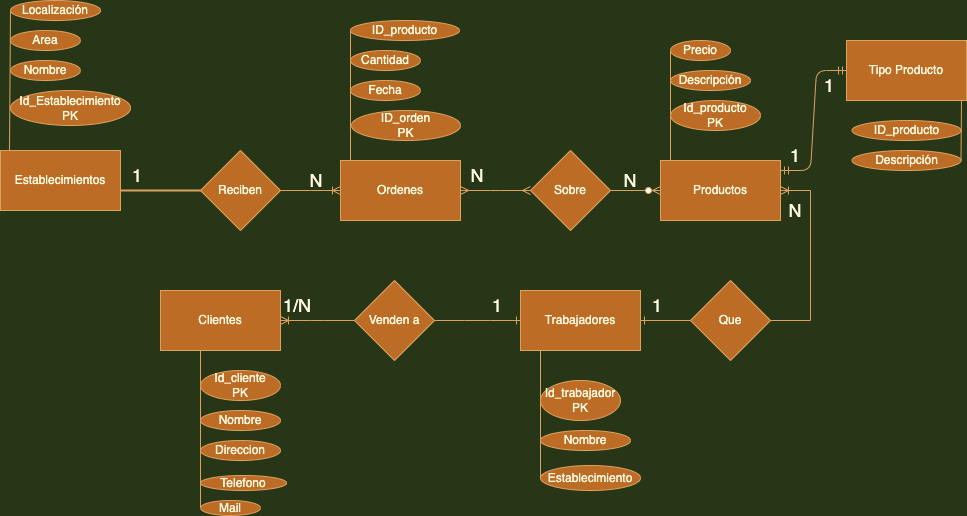 Localización
Area
Nombre
Id_Establecimiento
PK
Establecimientos
1
Reciben
N
ID_producto
Cantidad
Fecha
ID_orden
PK
Ordenes
N
Sobre
N
Precio
Descripción
Id_producto
PK
Productos
1
1
N
Tipo Producto
ID_producto
Descripción
Clientes
1/N
Venden a
1
Trabajadores
1
Que
Id_cliente
PK
Nombre
Direccion
Telefono
Mail
Id_trabajador
PK
Nombre
Establecimiento